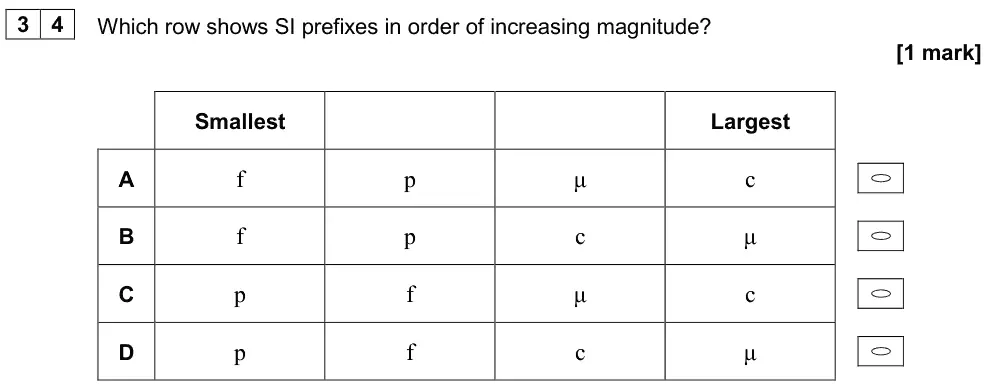 3 4 Which row shows SI prefixes in order of increasing magnitude?
[1 mark]
Smallest Largest
A f p μ c
B f p c μ
C p f μ c
D p f c μ